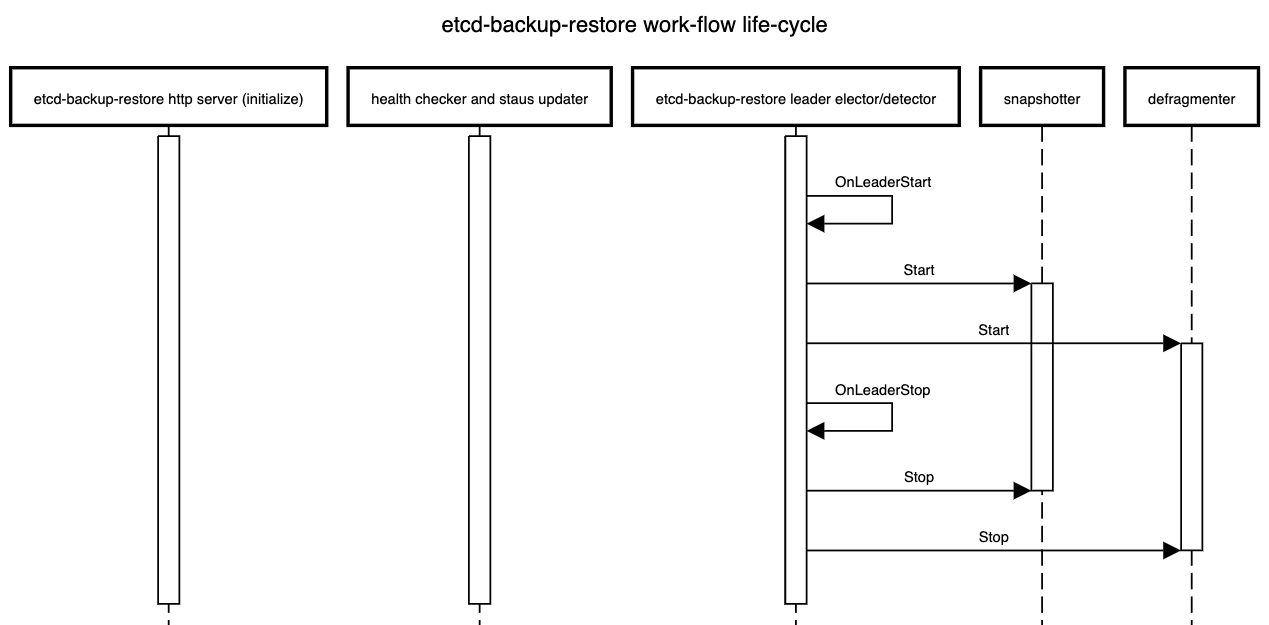 etcd-backup-restore work-flow life-cycle
etcd-backup-restore http server (initialize)
health checker and staus updater
etcd-backup-restore leader elector/detector
snapshotter
defragmenter
OnLeaderStart
Start
Start
OnLeaderStop
Stop
Stop